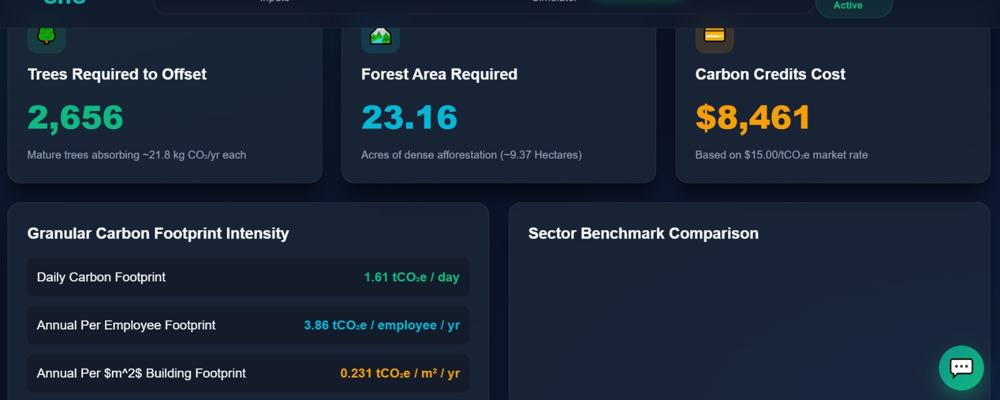 GHG
Inputs
Simulator
Active
Trees Required to Offset
2,656
Mature trees absorbing ~21.8 kg CO₂/yr each
Forest Area Required
23.16
Acres of dense afforestation (~9.37 Hectares)
Carbon Credits Cost
$8,461
Based on $15.00/tCO₂e market rate
Granular Carbon Footprint Intensity
Daily Carbon Footprint
1.61 tCO₂e / day
Annual Per Employee Footprint
3.86 tCO₂e / employee / yr
Annual Per $m^2$ Building Footprint
0.231 tCO₂e / m² / yr
Sector Benchmark Comparison